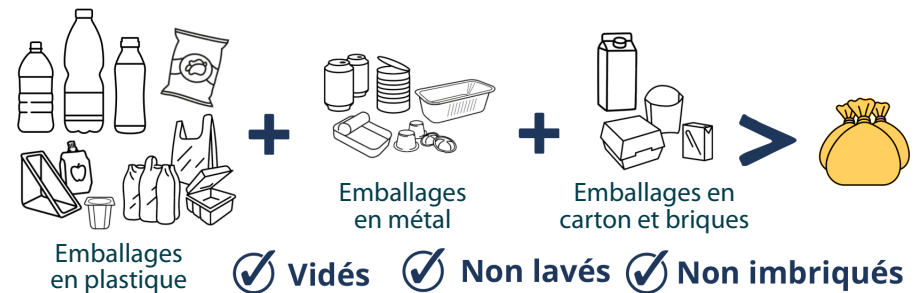 Emballages
en plastique
+
Emballages
en métal
+
Emballages en
carton et briques
>
Vidés
Non lavés
Non imbriqués